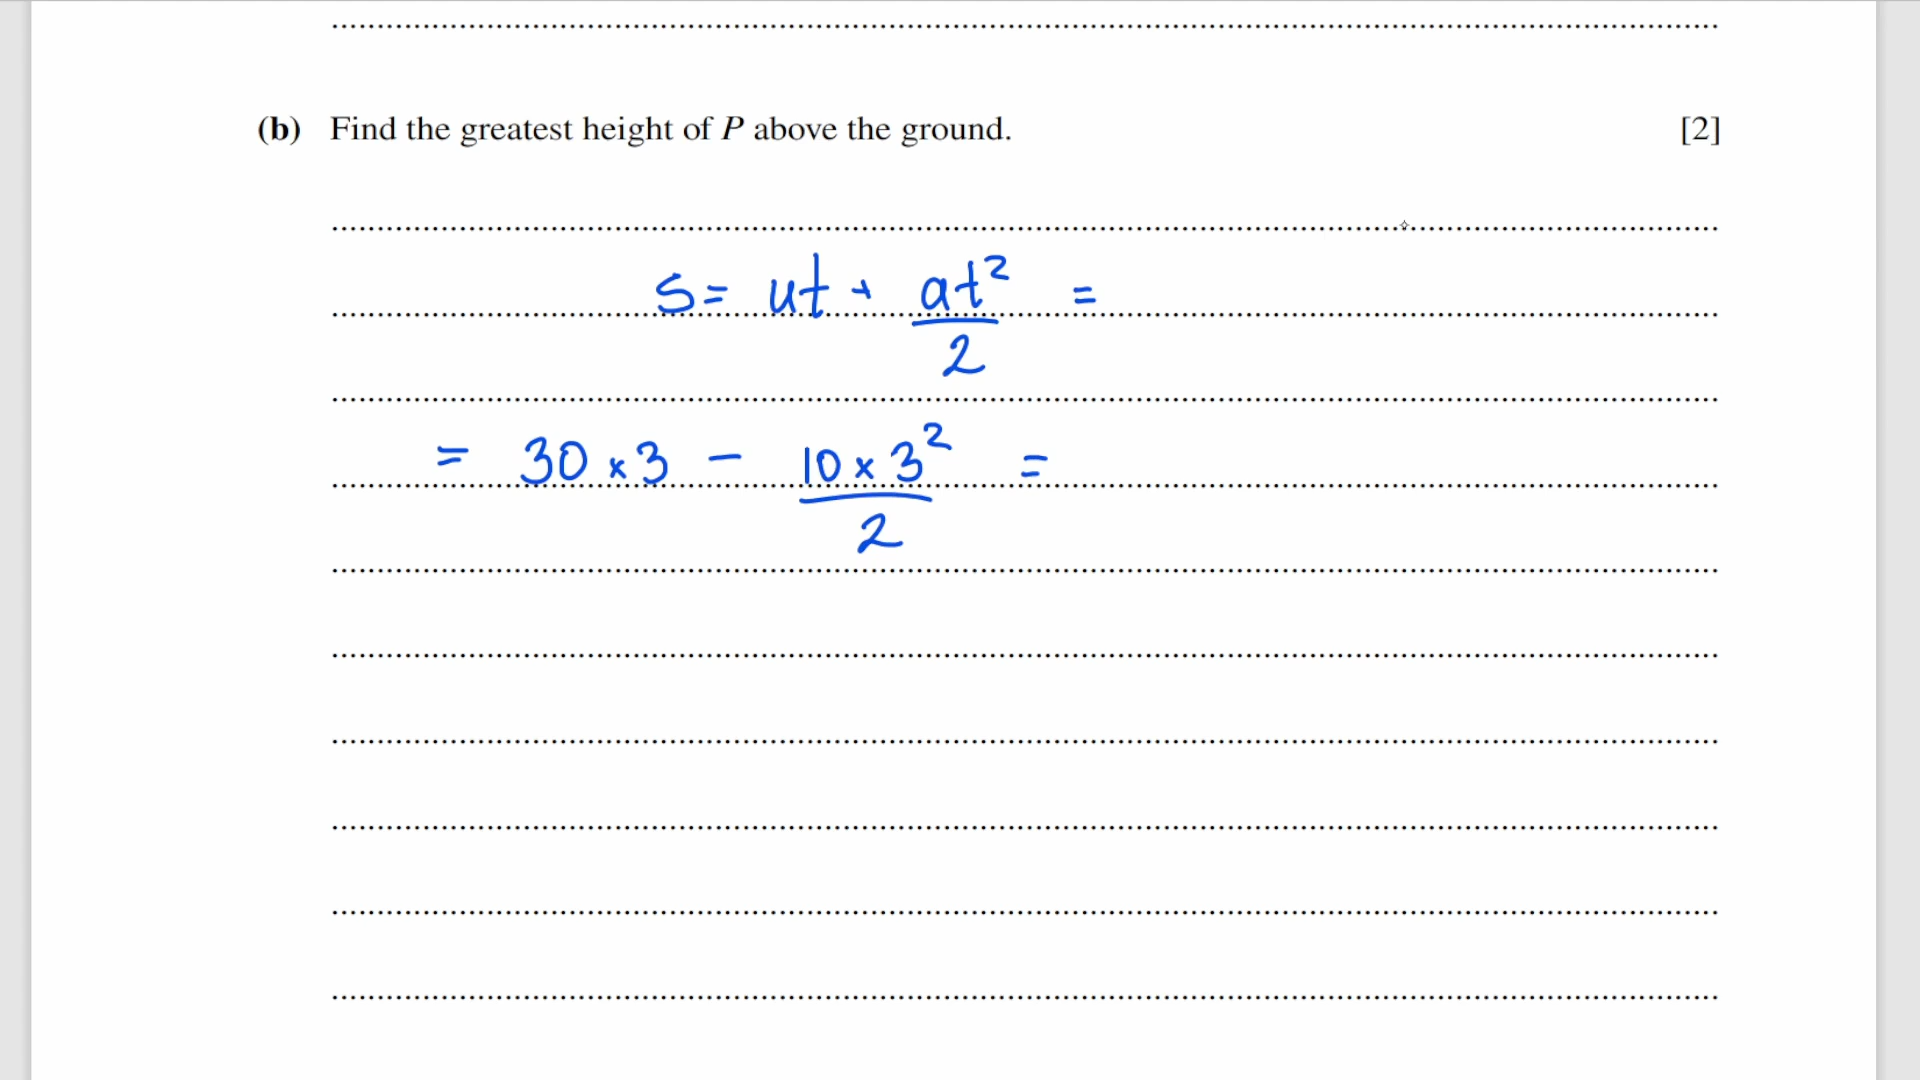 (b) Find the greatest height of P above the ground. [2]
s = ut + at²/2 =
= 30 × 3 − 10 × 3²/2 =